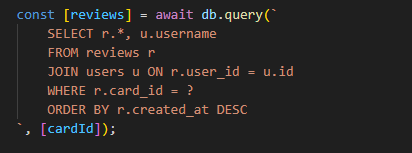 const [reviews] = await db.query(`
    SELECT r.*, u.username
    FROM reviews r
    JOIN users u ON r.user_id = u.id
    WHERE r.card_id = ?
    ORDER BY r.created_at DESC
`, [cardId]);